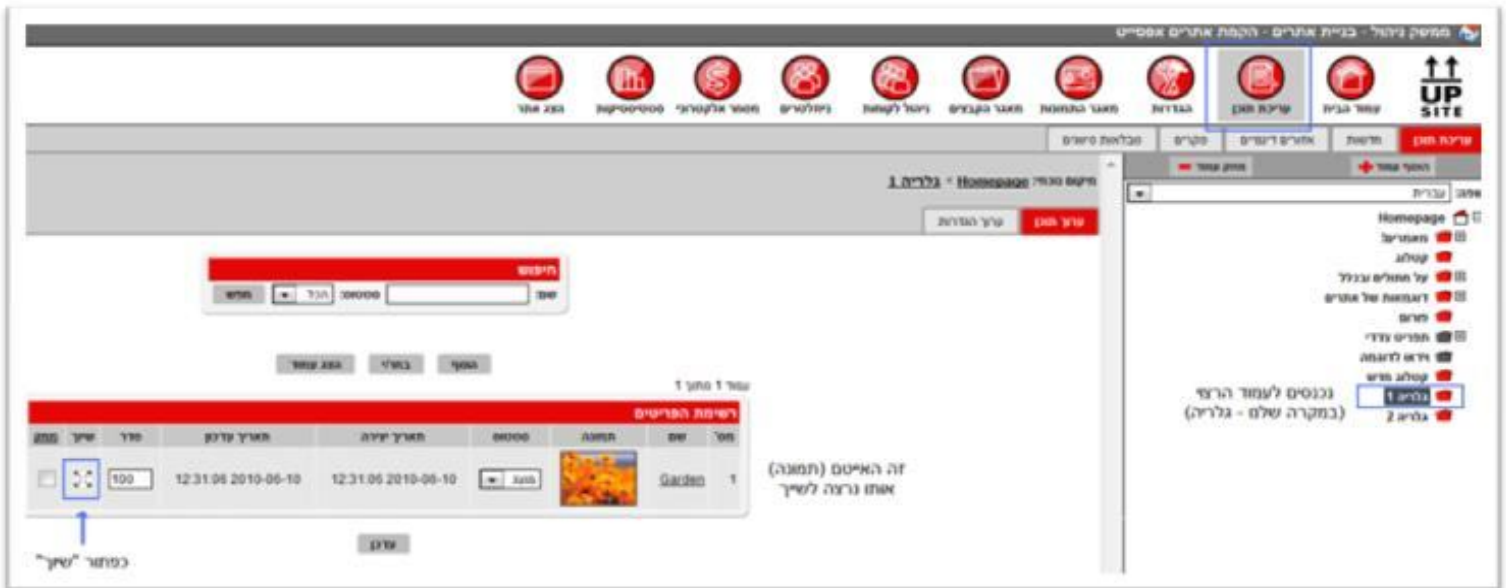 ממשק ניהול - בניית אתרים - הקמת אתרים אפסייט
UP
SITE
עמוד הבית
עריכת תוכן
הגדרות
מאגר התמונות
מאגר הקבצים
ניהול לקוחות
ניוזלטרים
מסחר אלקטרוני
סטטיסטיקות
הצג אתר
עריכת תוכן
חדשות
אזורים דינמיים
סקרים
טבלאות מישנים
הוסף עמוד
מחק עמוד
שפה: עברית
Homepage
מאמרים!
קטלוג
על חתולים ובכלל
דוגמאות של אתרים
פורום
תפריט צדדי
וידאו לדוגמה
קטלוג חדש
גלריה 1
גלריה 2
נכנסים לעמוד הרצוי
(במקרה שלנו - גלריה)
מיקום נוכחי: Homepage > גלריה 1
ערוך תוכן
ערוך הגדרות
חיפוש
שם:
סטטוס: הכל
חפש
הוסף
בחר/י
הצג עמוד
עמוד 1 מתוך 1
רשימת הפריטים
מס' שם תמונה סטטוס תאריך יצירה תאריך עדכון סדר שיוך מחק
1 Garden מוצג 2010-06-10 12:31:06 2010-06-10 12:31:06 100
זה האייטם (תמונה)
אותו נרצה לשייך
עדכן
כפתור "שיוך"